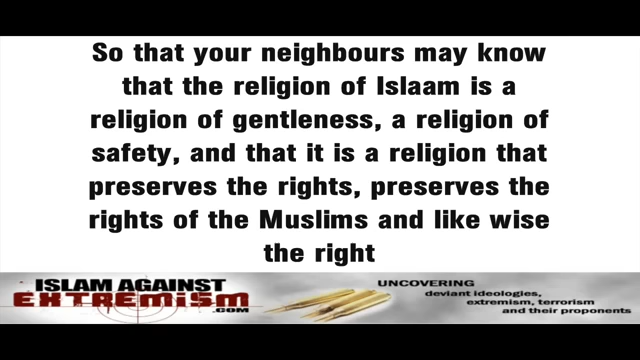 So that your neighbours may know
that the religion of Islaam is a
religion of gentleness, a religion of
safety, and that it is a religion that
preserves the rights, preserves the
rights of the Muslims and like wise
the right
ISLAM AGAINST
EXTREMISM
.COM
UNCOVERING
deviant ideologies,
extremism, terrorism
and their proponents